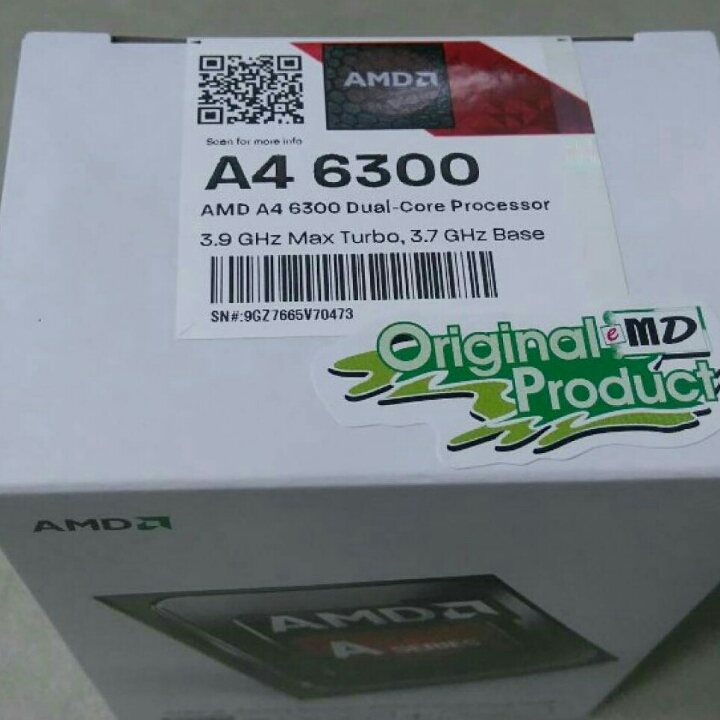 AMD
Scan for more info
A4 6300
AMD A4 6300 Dual-Core Processor
3.9 GHz Max Turbo, 3.7 GHz Base
SN#:9GZ7665V70473
Original eMD
Product
AMD
AMD
A SERIES